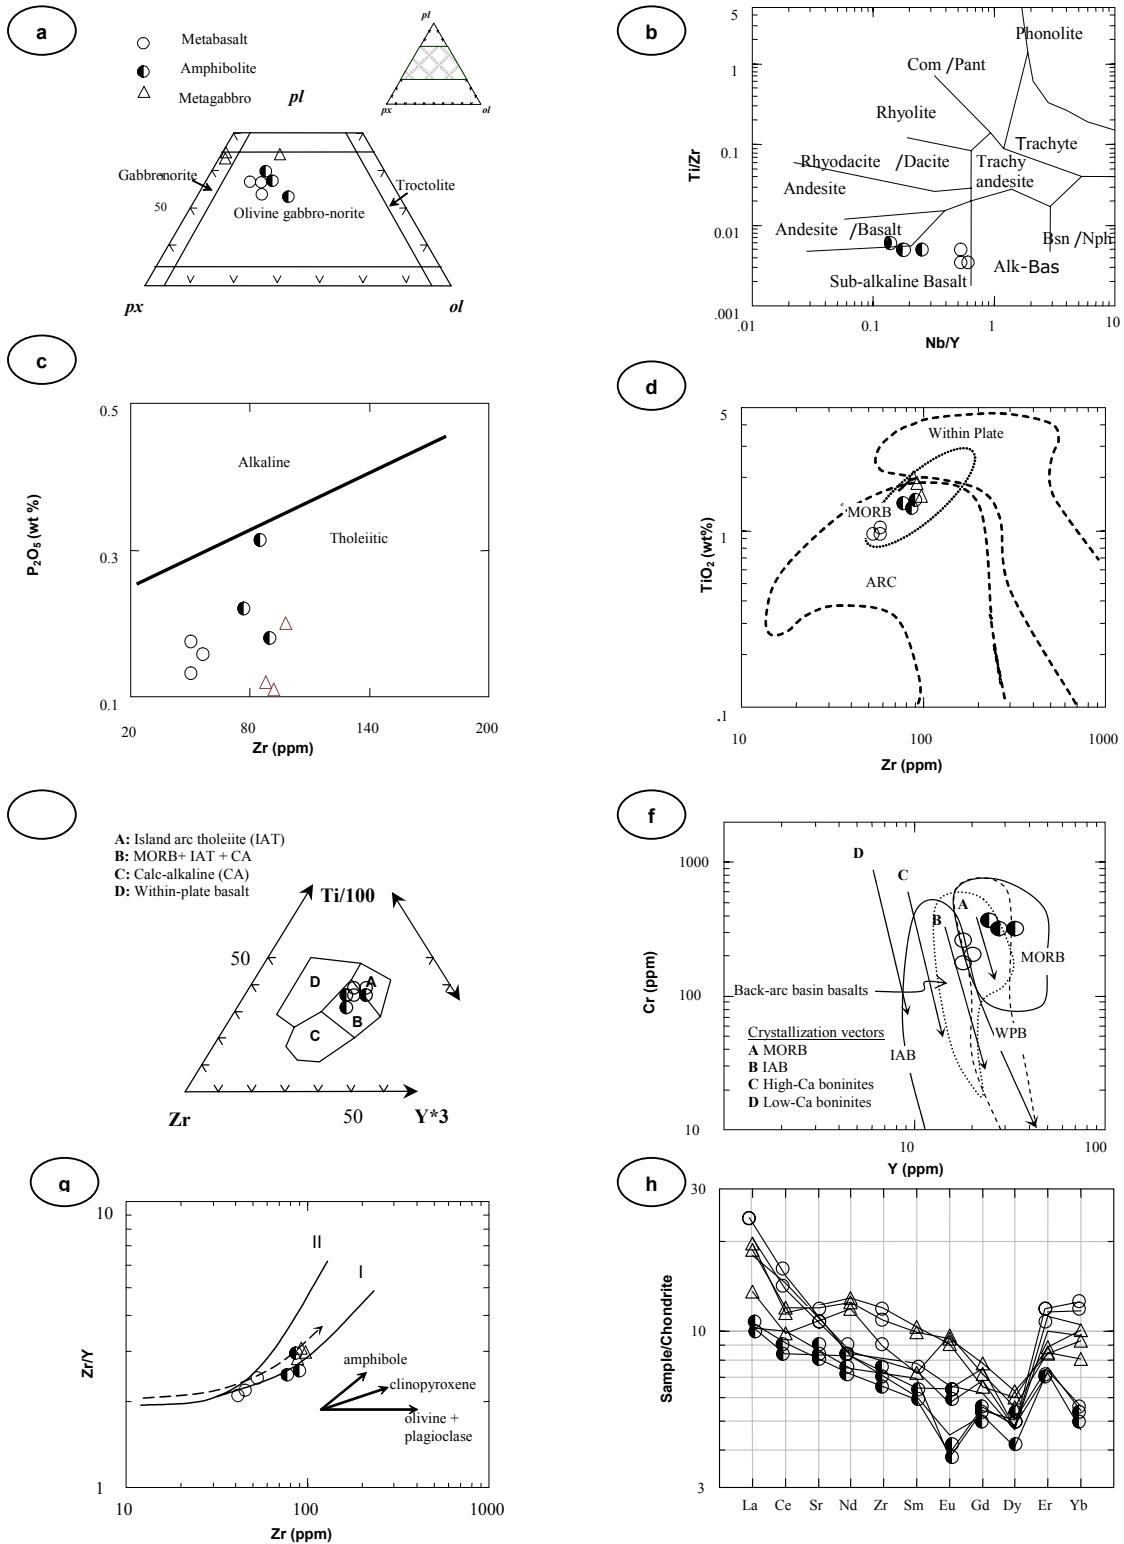 a
Metabasalt
Amphibolite
Metagabbro
pl
pl
px
ol
Gabbronorite
50
Troctolite
Olivine gabbro-norite
px
ol
b
5
1
0.1
0.01
.001
Ti/Zr
Phonolite
Com /Pant
Rhyolite
Trachyte
Rhyodacite /Dacite
Trachy
andesite
Andesite
Andesite /Basalt
Bsn /Nph
Alk-Bas
Sub-alkaline Basalt
.01
0.1
1
10
Nb/Y
c
0.5
0.3
0.1
P2O5 (wt %)
Alkaline
Tholeiitic
20
80
140
200
Zr (ppm)
d
5
1
.1
TiO2 (wt%)
Within Plate
MORB
ARC
10
100
1000
Zr (ppm)
A: Island arc tholeiite (IAT)
B: MORB+ IAT + CA
C: Calc-alkaline (CA)
D: Within-plate basalt
Ti/100
50
D
A
B
C
Zr
50
Y*3
f
1000
100
10
Cr (ppm)
D
C
A
B
MORB
Back-arc basin basalts
WPB
IAB
Crystallization vectors
A MORB
B IAB
C High-Ca boninites
D Low-Ca boninites
10
100
Y (ppm)
g
10
1
Zr/Y
II
I
amphibole
clinopyroxene
olivine +
plagioclase
10
100
1000
Zr (ppm)
h
30
10
3
Sample/Chondrite
La Ce Sr Nd Zr Sm Eu Gd Dy Er Yb